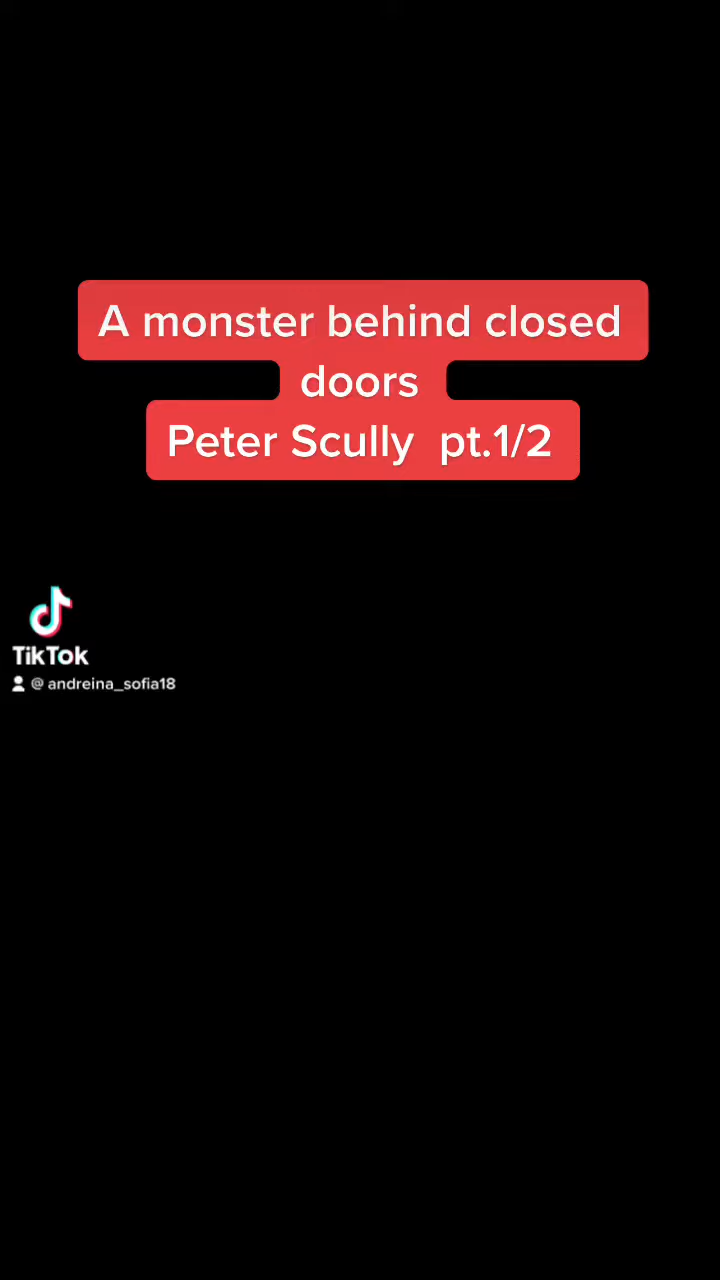 A monster behind closed
doors
Peter Scully pt.1/2
TikTok
@andreina_sofia18